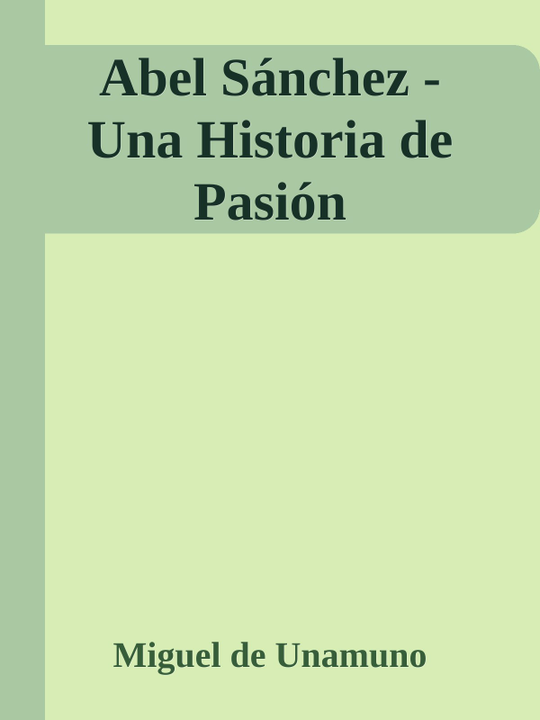 Abel Sánchez -
Una Historia de
Pasión
Miguel de Unamuno